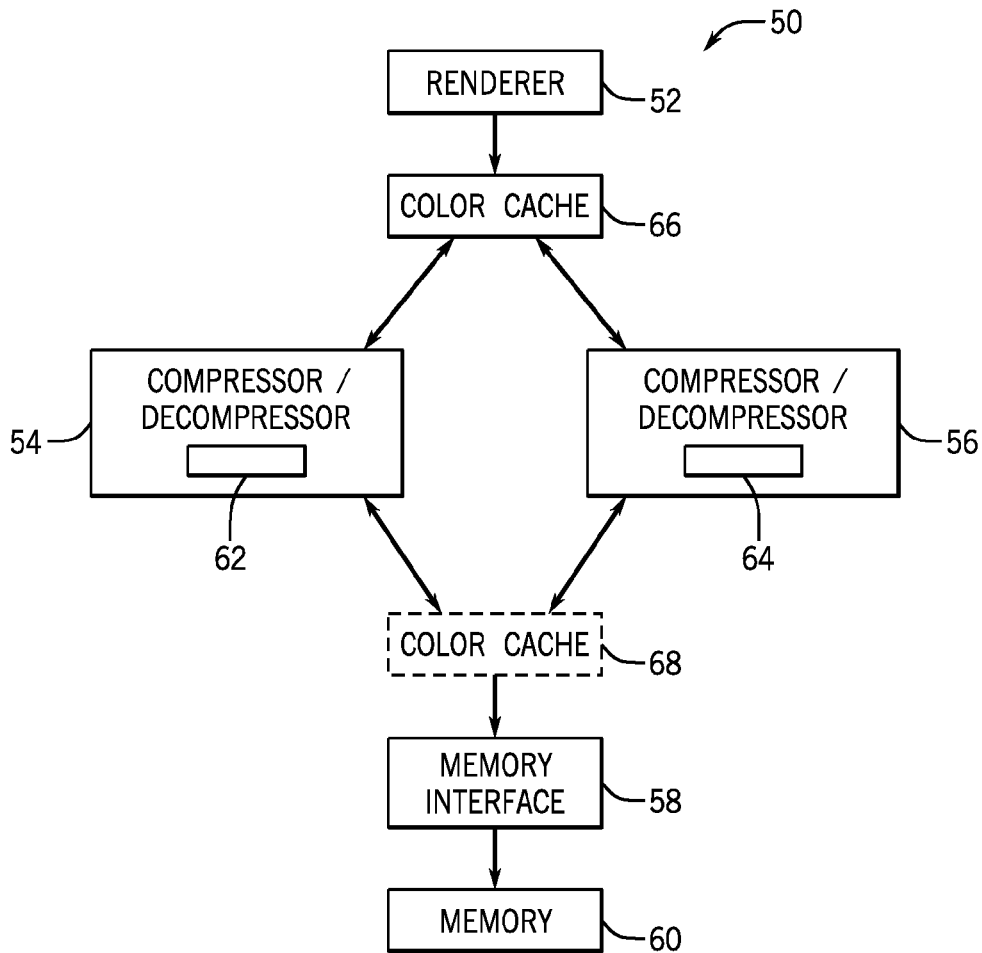 50
RENDERER
52
COLOR CACHE
66
COMPRESSOR /
DECOMPRESSOR
54
62
COMPRESSOR /
DECOMPRESSOR
56
64
COLOR CACHE
68
MEMORY
INTERFACE
58
MEMORY
60